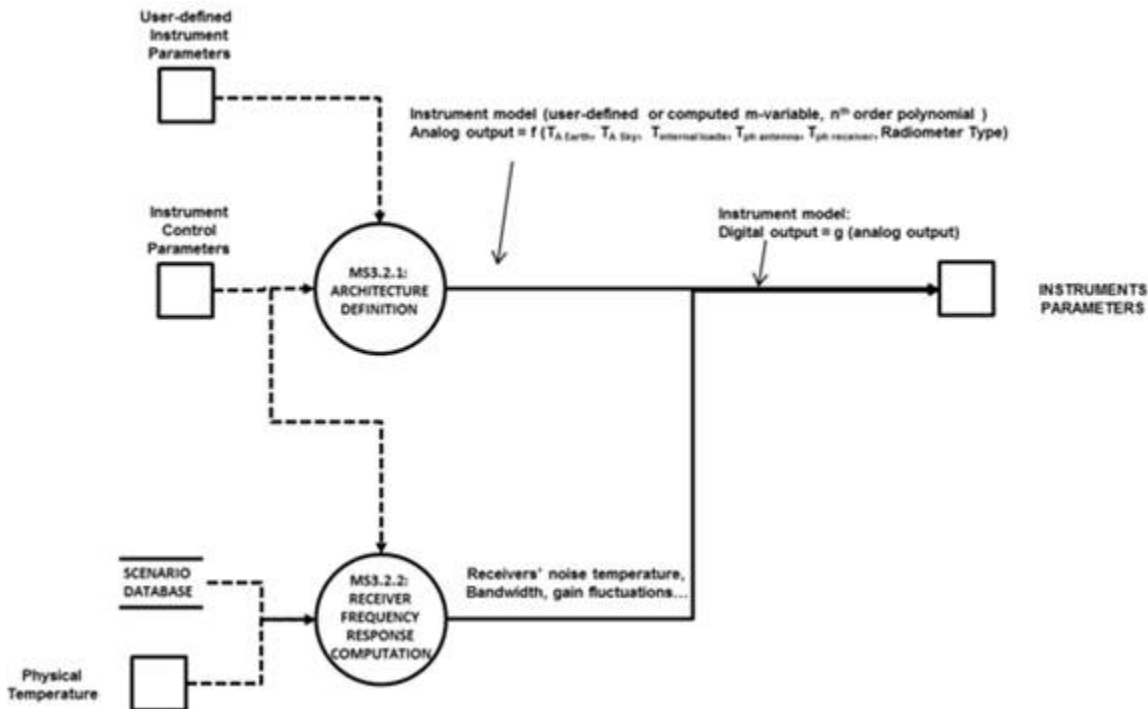 User-defined
Instrument
Parameters
Instrument model (user-defined or computed m-variable, nth order polynomial )
Analog output = f (TA Earth, TA Sky, Tinternal loads, Tph antenna, Tph receiver, Radiometer Type)
Instrument
Control
Parameters
Instrument model:
Digital output = g (analog output)
MS3.2.1:
ARCHITECTURE
DEFINITION
INSTRUMENTS
PARAMETERS
SCENARIO
DATABASE
MS3.2.2:
RECEIVER
FREQUENCY
RESPONSE
COMPUTATION
Receivers' noise temperature,
Bandwidth, gain fluctuations...
Physical
Temperature